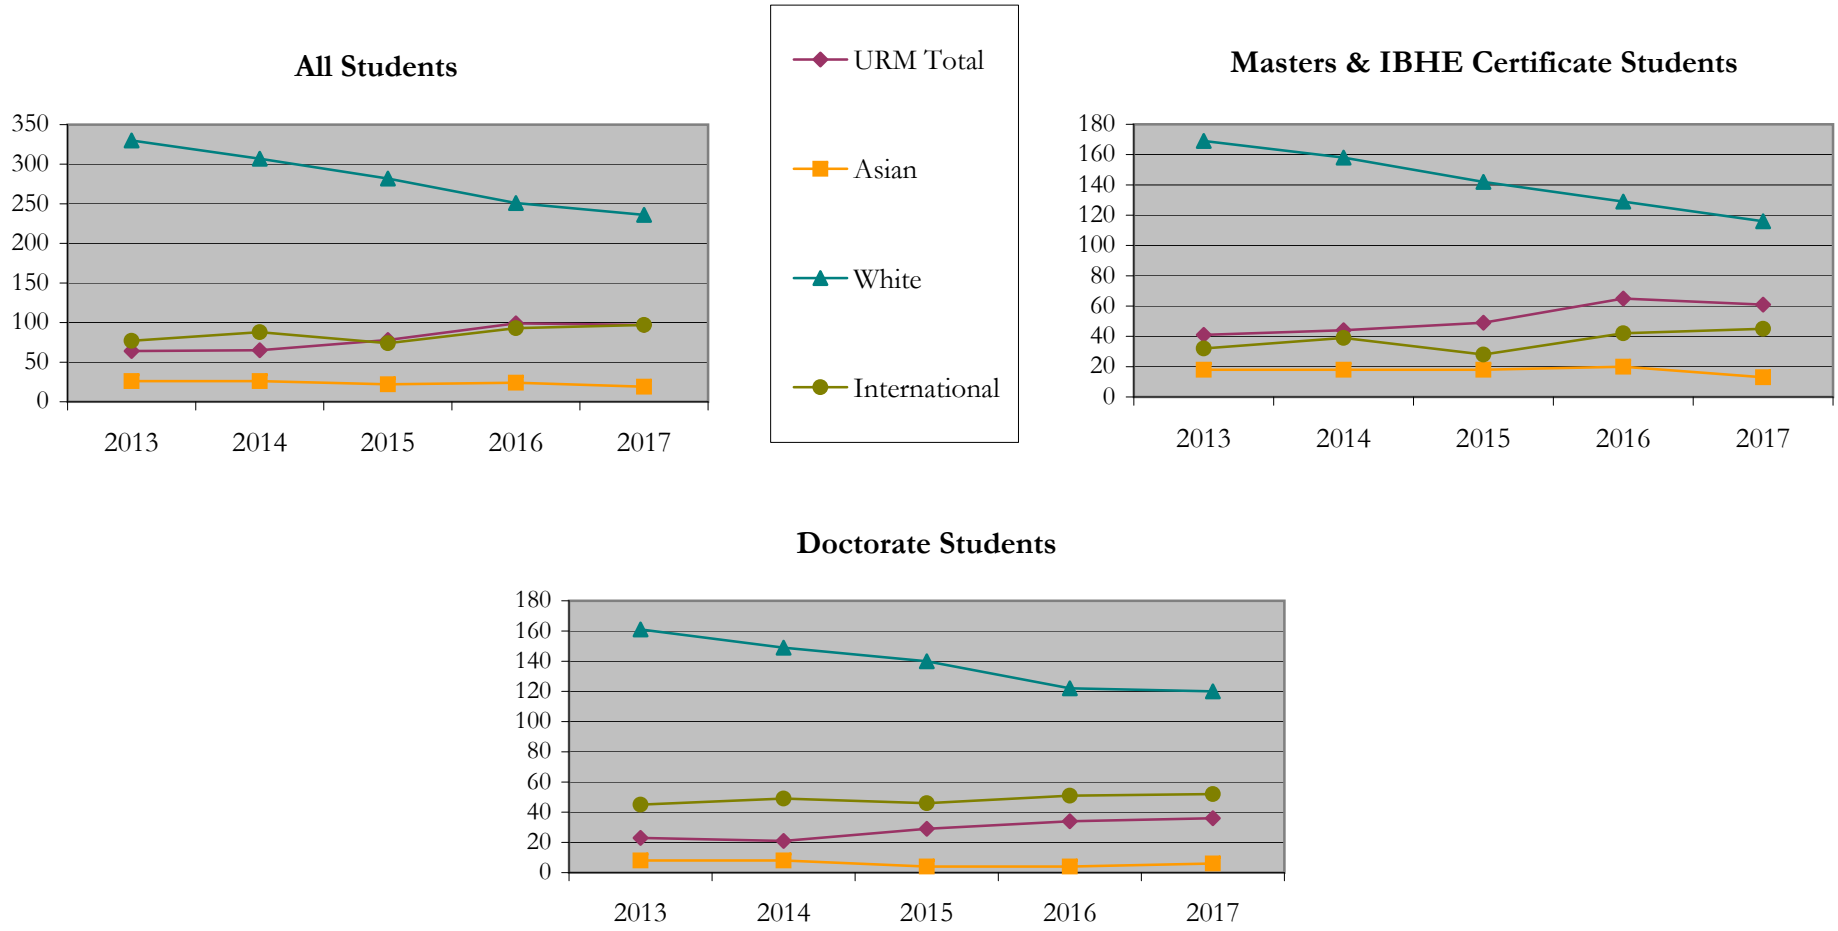 All Students
350
300
250
200
150
100
50
0
2013 2014 2015 2016 2017
URM Total
Asian
White
International
Masters & IBHE Certificate Students
180
160
140
120
100
80
60
40
20
0
2013 2014 2015 2016 2017
Doctorate Students
180
160
140
120
100
80
60
40
20
0
2013 2014 2015 2016 2017